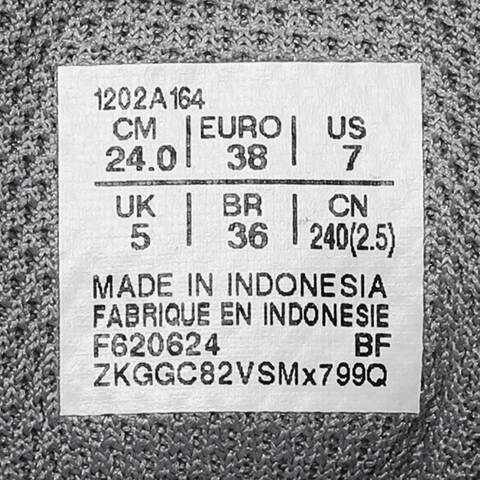 1202A164
CM | EURO | US
24.0 | 38 | 7
UK | BR | CN
5 | 36 | 240(2.5)
MADE IN INDONESIA
FABRIQUE EN INDONESIE
F620624 BF
ZKGGC82VSMx799Q